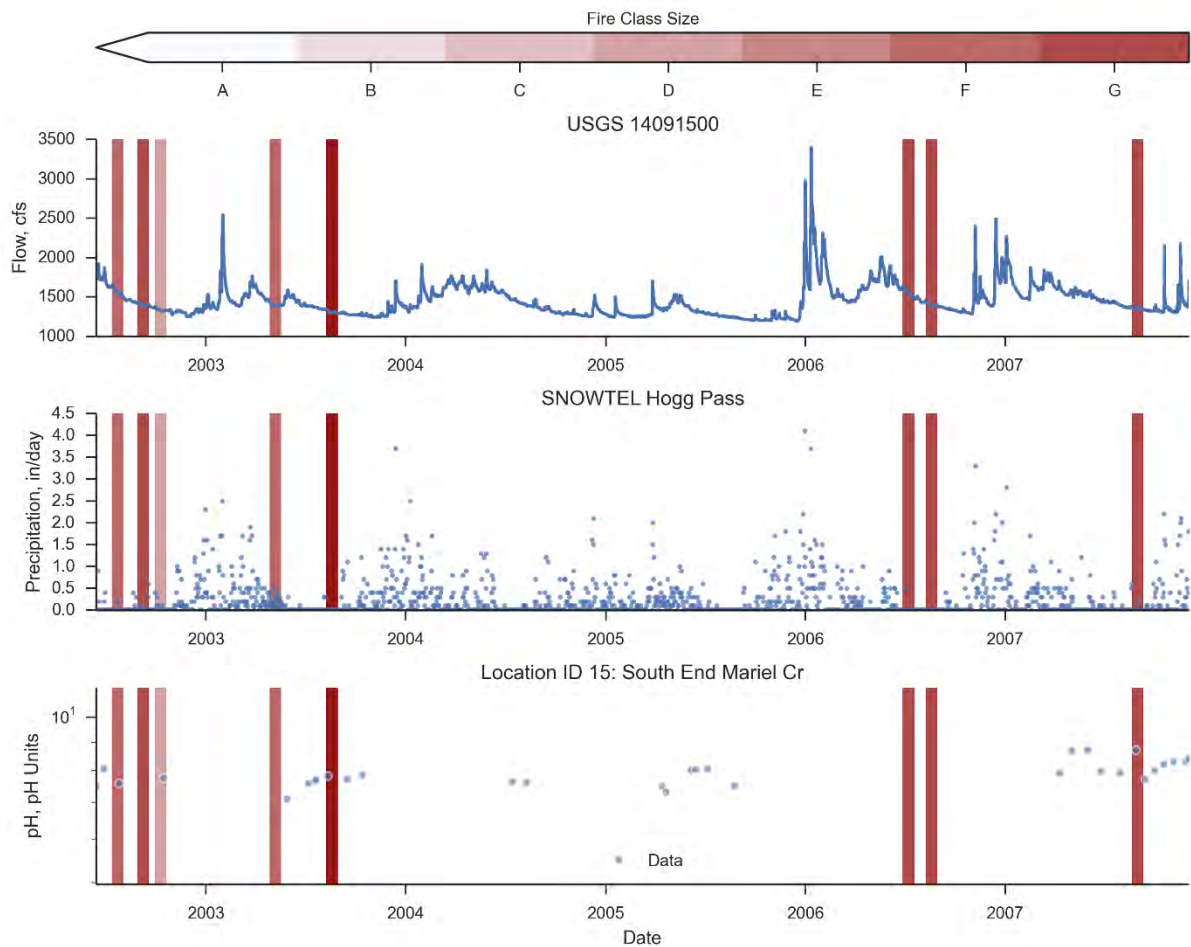 Fire Class Size
A B C D E F G
USGS 14091500
Flow, cfs
3500
3000
2500
2000
1500
1000
2003 2004 2005 2006 2007
SNOWTEL Hogg Pass
Precipitation, in/day
4.5
4.0
3.5
3.0
2.5
2.0
1.5
1.0
0.5
0.0
2003 2004 2005 2006 2007
Location ID 15: South End Mariel Cr
pH, pH Units
10¹
Data
2003 2004 2005 2006 2007
Date